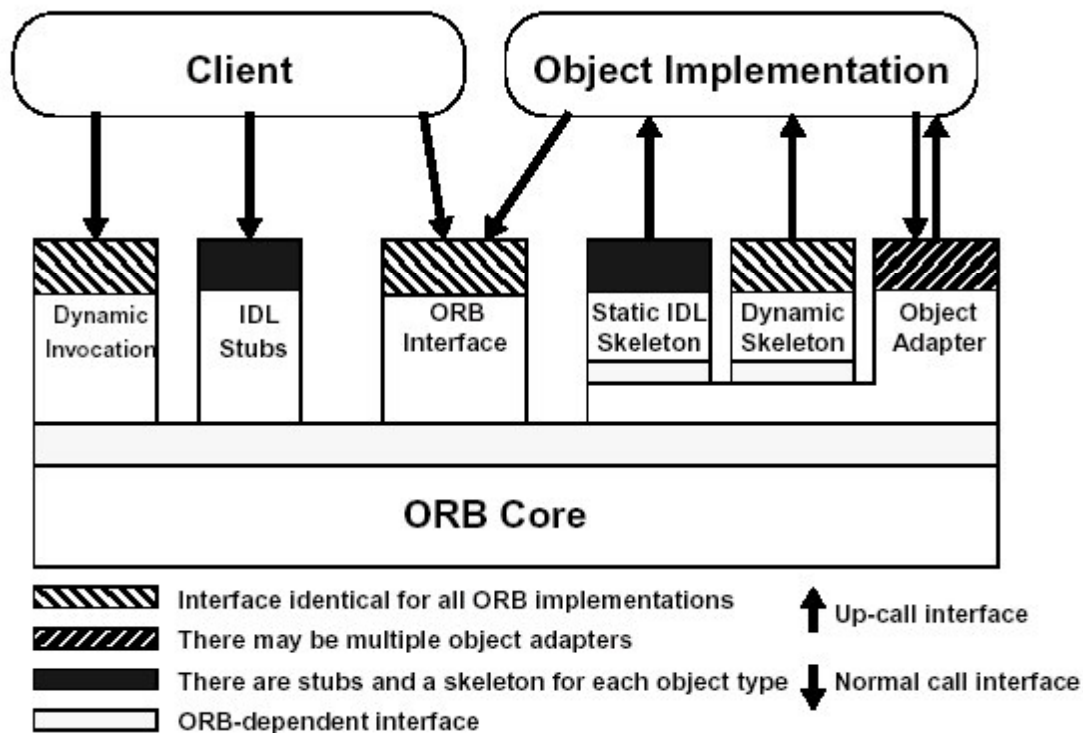 Client
Object Implementation
Dynamic
Invocation
IDL
Stubs
ORB
Interface
Static IDL
Skeleton
Dynamic
Skeleton
Object
Adapter
ORB Core
Interface identical for all ORB implementations
There may be multiple object adapters
There are stubs and a skeleton for each object type
ORB-dependent interface
Up-call interface
Normal call interface